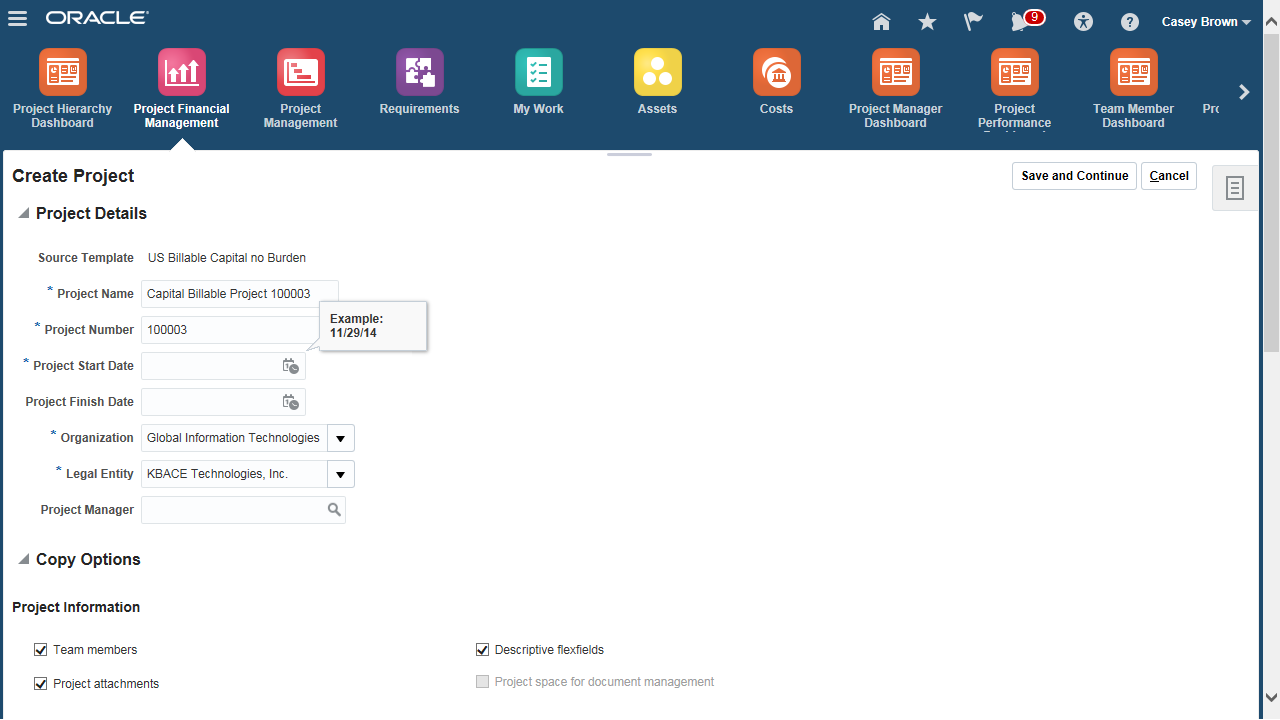 ORACLE
9
Casey Brown
Project Hierarchy
Dashboard
Project Financial
Management
Project
Management
Requirements
My Work
Assets
Costs
Project Manager
Dashboard
Project
Performance
Team Member
Dashboard
Pro
Create Project
Save and Continue
Cancel
Project Details
Source Template US Billable Capital no Burden
* Project Name Capital Billable Project 100003
* Project Number 100003
Example:
11/29/14
* Project Start Date
Project Finish Date
* Organization Global Information Technologies
* Legal Entity KBACE Technologies, Inc.
Project Manager
Copy Options
Project Information
Team members
Descriptive flexfields
Project attachments
Project space for document management